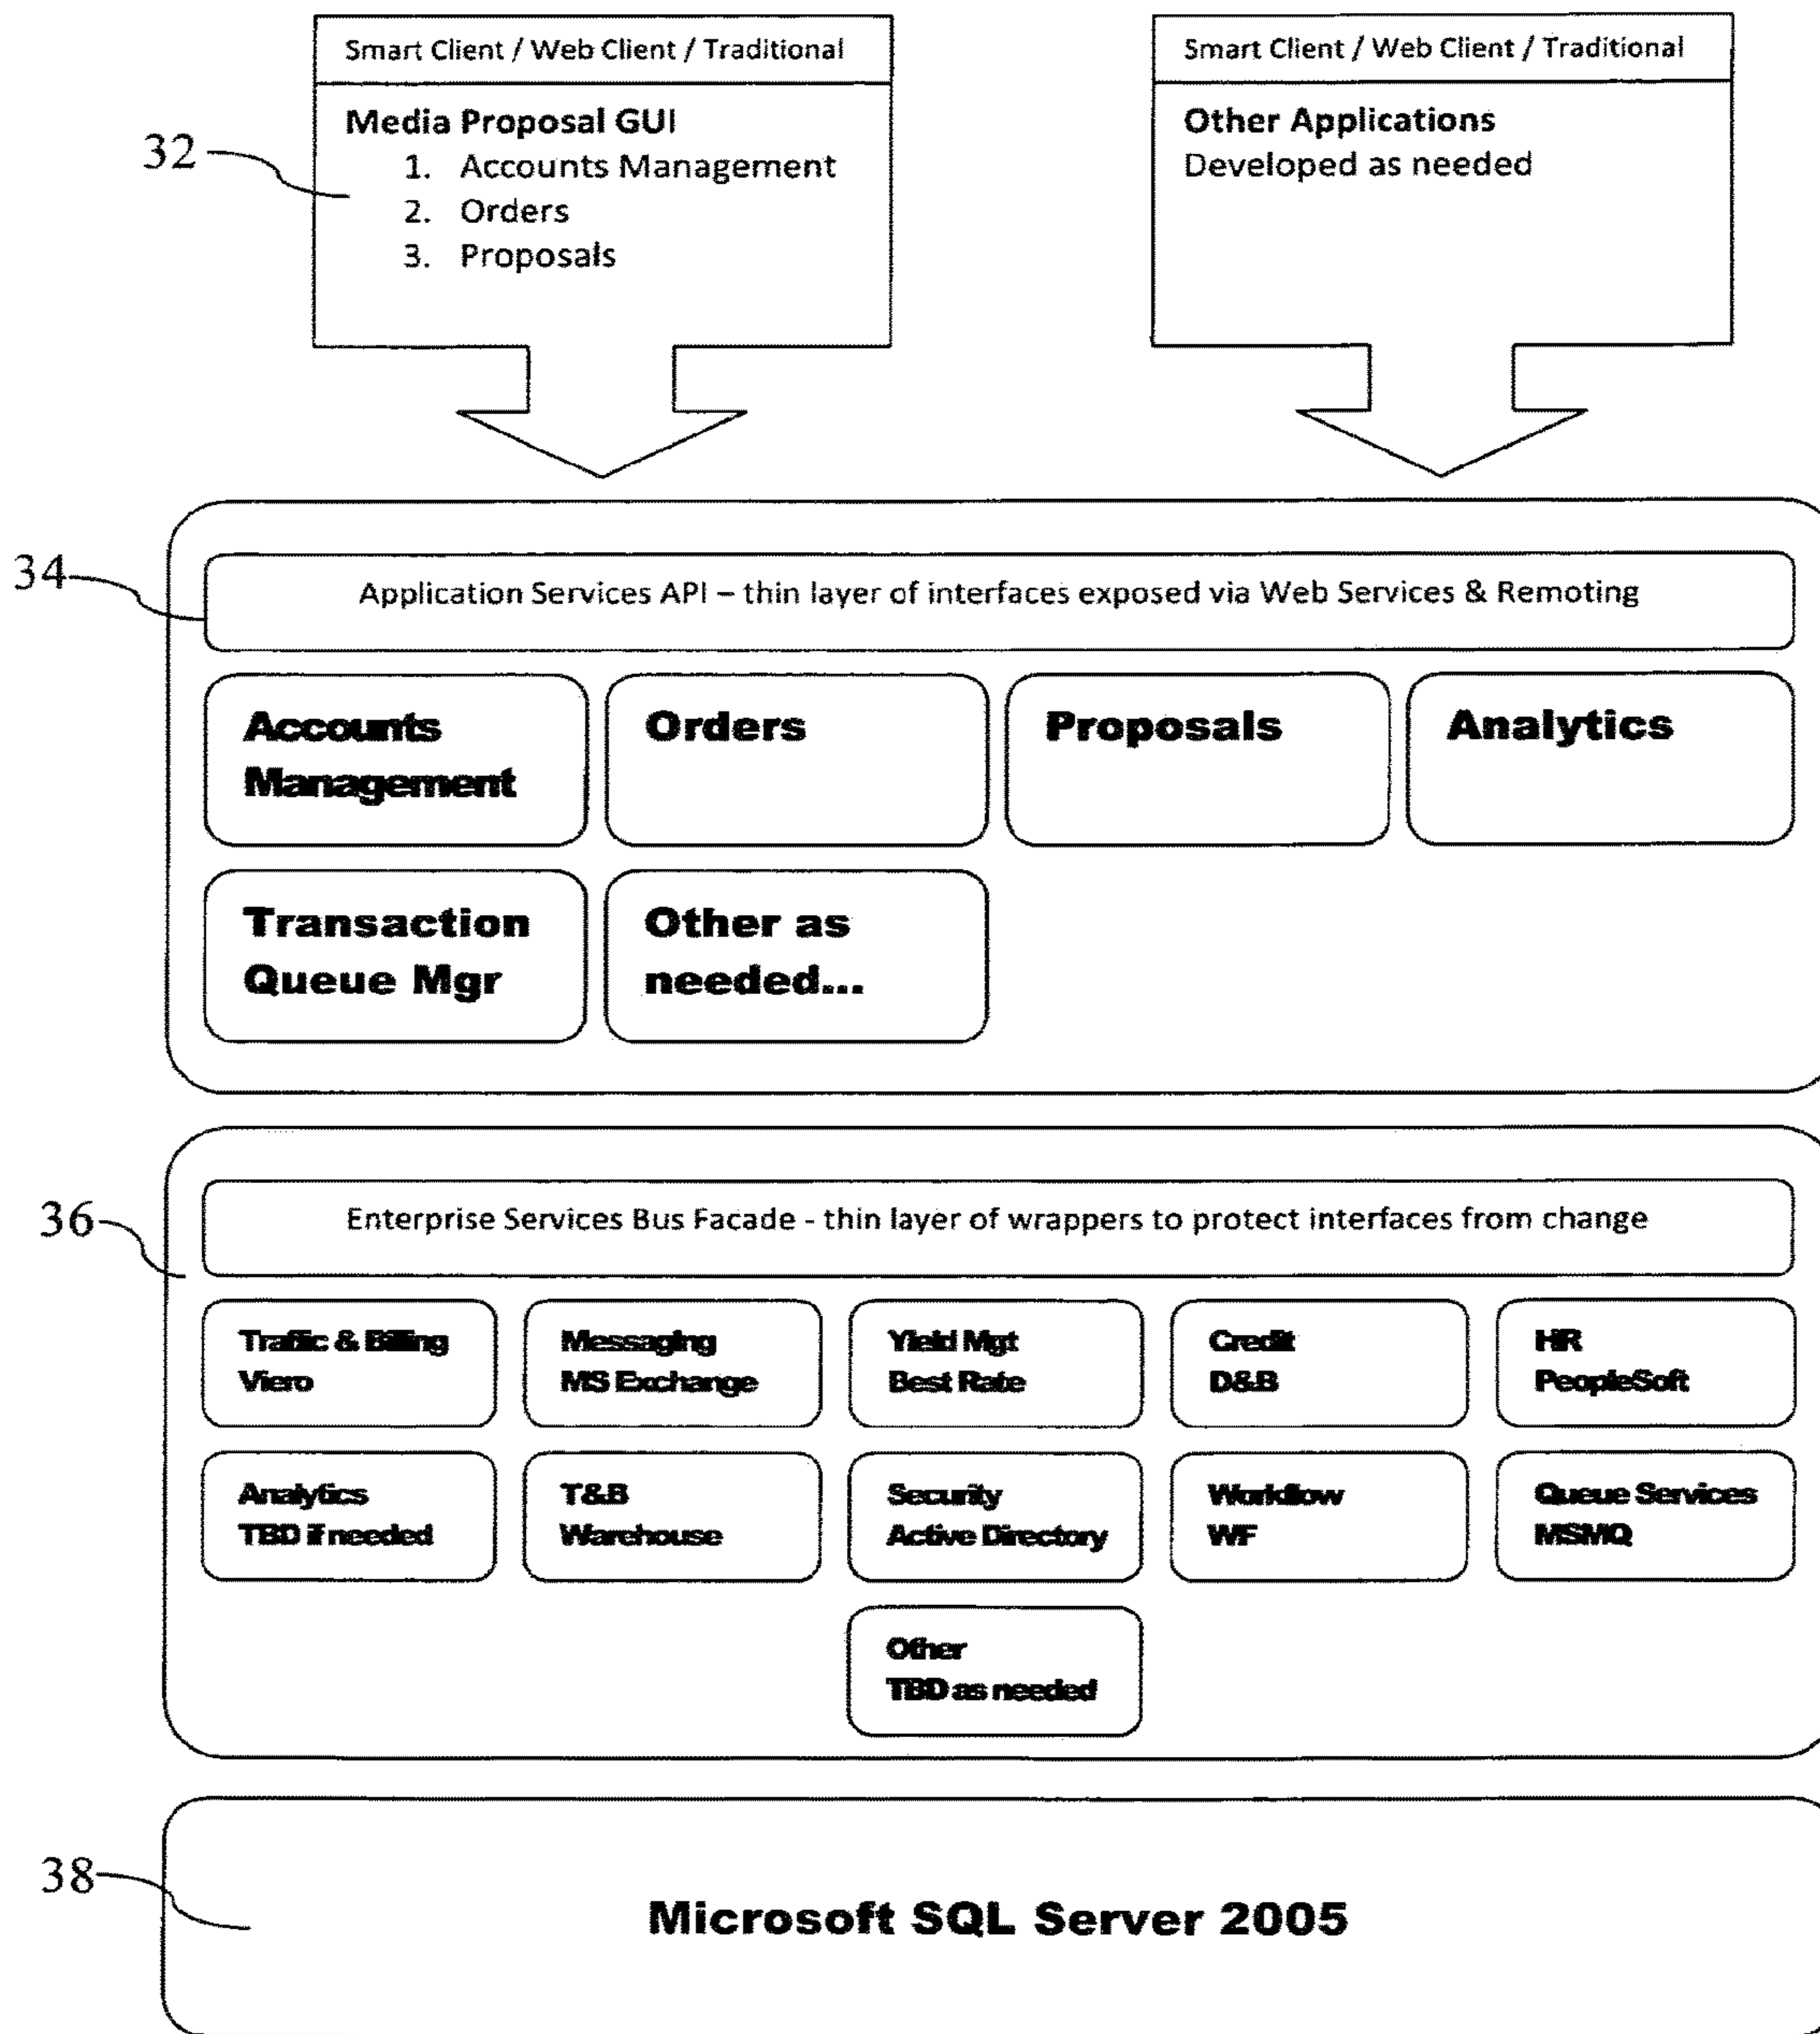 Smart Client / Web Client / Traditional
Media Proposal GUI
1. Accounts Management
2. Orders
3. Proposals
32
Smart Client / Web Client / Traditional
Other Applications
Developed as needed
34
Application Services API – thin layer of interfaces exposed via Web Services & Remoting
Accounts
Management
Orders
Proposals
Analytics
Transaction
Queue Mgr
Other as
needed...
36
Enterprise Services Bus Facade - thin layer of wrappers to protect interfaces from change
Traffic & Billing
Viero
Messaging
MS Exchange
Yield Mgt
Best Rate
Credit
D&B
HR
PeopleSoft
Analytics
TBD if needed
T&B
Warehouse
Security
Active Directory
Workflow
WF
Queue Services
MSMQ
Other
TBD as needed
38
Microsoft SQL Server 2005